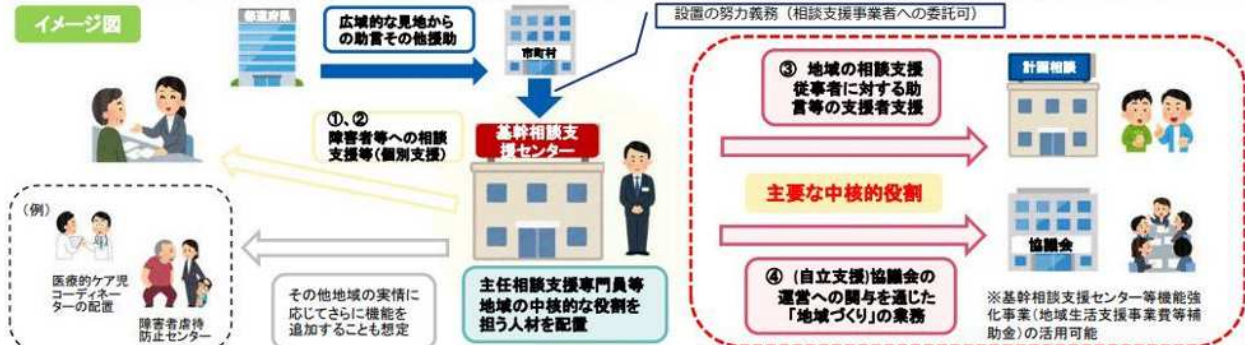 イメージ図
都道府県
広域的な見地から
の助言その他援助
市町村
設置の努力義務（相談支援事業者への委託可）
①、②
障害者等への相談
支援等(個別支援)
基幹相談支
援センター
主任相談支援専門員等
地域の中核的な役割を
担う人材を配置
（例）
医療的ケア児
コーディネー
ターの配置
障害者虐待
防止センター
その他地域の実情に
応じてさらに機能を
追加することも想定
③ 地域の相談支援
従事者に対する助
言等の支援者支援
計画相談
主要な中核的役割
④ (自立支援)協議会の
運営への関与を通じた
「地域づくり」の業務
協議会
※基幹相談支援センター等機能強
化事業(地域生活支援事業費等補
助金)の活用可能